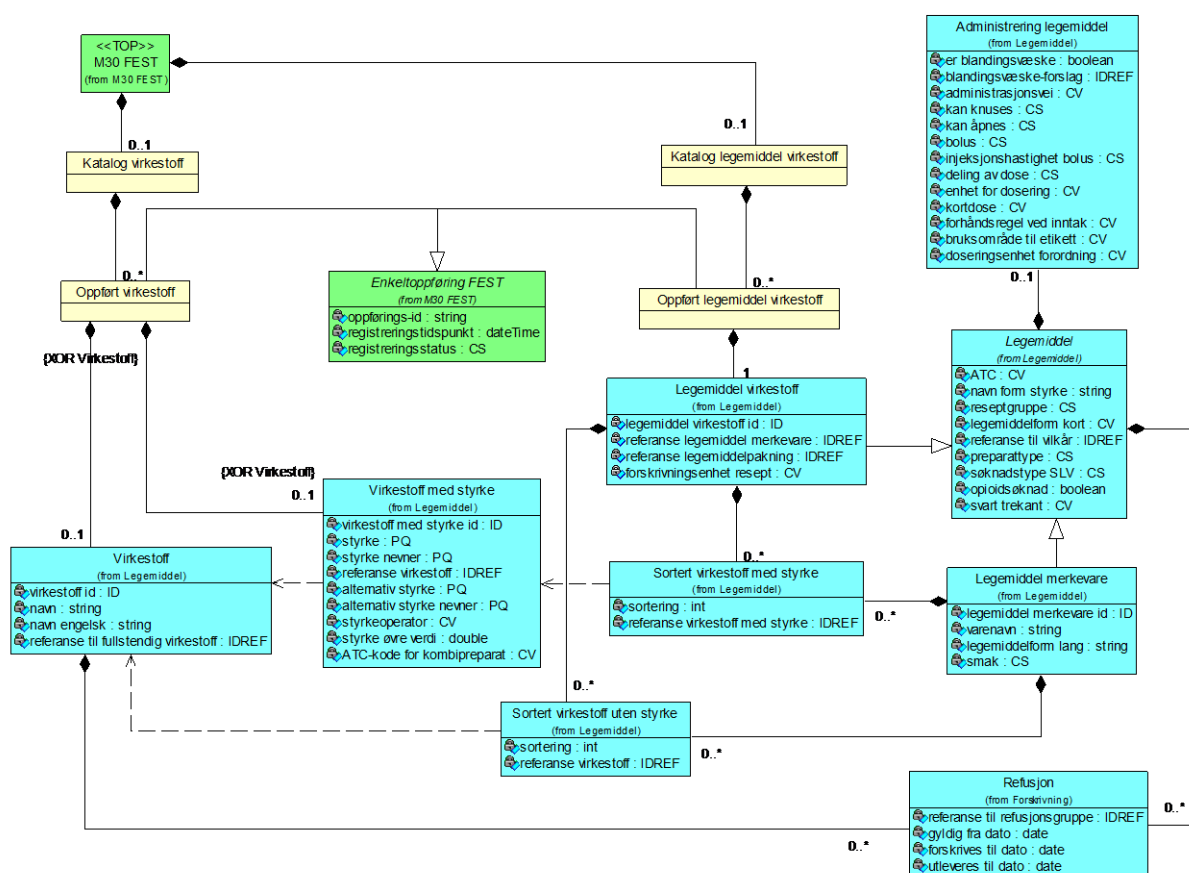 <<TOP>>
M30 FEST
(from M30 FEST)
0..1
0..1
Katalog virkestoff
Katalog legemiddel virkestoff
0..*
0..*
Oppført virkestoff
Oppført legemiddel virkestoff
Enkeltoppføring FEST
(from M30 FEST)
oppførings-id : string
registreringstidspunkt : dateTime
registreringsstatus : CS
Administrering legemiddel
(from Legemiddel)
er blandingsvæske : boolean
blandingsvæske-forslag : IDREF
administrasjonsvei : CV
kan knuses : CS
kan åpnes : CS
bolus : CS
injeksjonshastighet bolus : CS
deling av dose : CS
enhet for dosering : CV
kortdose : CV
forhåndsregel ved inntak : CV
bruksområde til etikett : CV
doseringsenhet forordning : CV
0..1
{XOR Virkestoff}
{XOR Virkestoff}
0..1
0..1
1
Legemiddel virkestoff
(from Legemiddel)
legemiddel virkestoff id : ID
referanse legemiddel merkevare : IDREF
referanse legemiddelpakning : IDREF
forskrivningsenhet resept : CV
Legemiddel
(from Legemiddel)
ATC : CV
navn form styrke : string
reseptgruppe : CS
legemiddelform kort : CV
referanse til vilkår : IDREF
preparattype : CS
søknadstype SLV : CS
opioidsøknad : boolean
svart trekant : CV
Virkestoff
(from Legemiddel)
virkestoff id : ID
navn : string
navn engelsk : string
referanse til fullstendig virkestoff : IDREF
Virkestoff med styrke
(from Legemiddel)
virkestoff med styrke id : ID
styrke : PQ
styrke nevner : PQ
referanse virkestoff : IDREF
alternativ styrke : PQ
alternativ styrke nevner : PQ
styrkeoperator : CV
styrke øvre verdi : double
ATC-kode for kombipreparat : CV
0..*
Sortert virkestoff med styrke
(from Legemiddel)
sortering : int
referanse virkestoff med styrke : IDREF
0..*
Legemiddel merkevare
(from Legemiddel)
legemiddel merkevare id : ID
varenavn : string
legemiddelform lang : string
smak : CS
0..*
Sortert virkestoff uten styrke
(from Legemiddel)
sortering : int
referanse virkestoff : IDREF
0..*
Refusjon
(from Forskrivning)
referanse til refusjonsgruppe : IDREF
gyldig fra dato : date
forskrives til dato : date
utleveres til dato : date
0..*
0..*